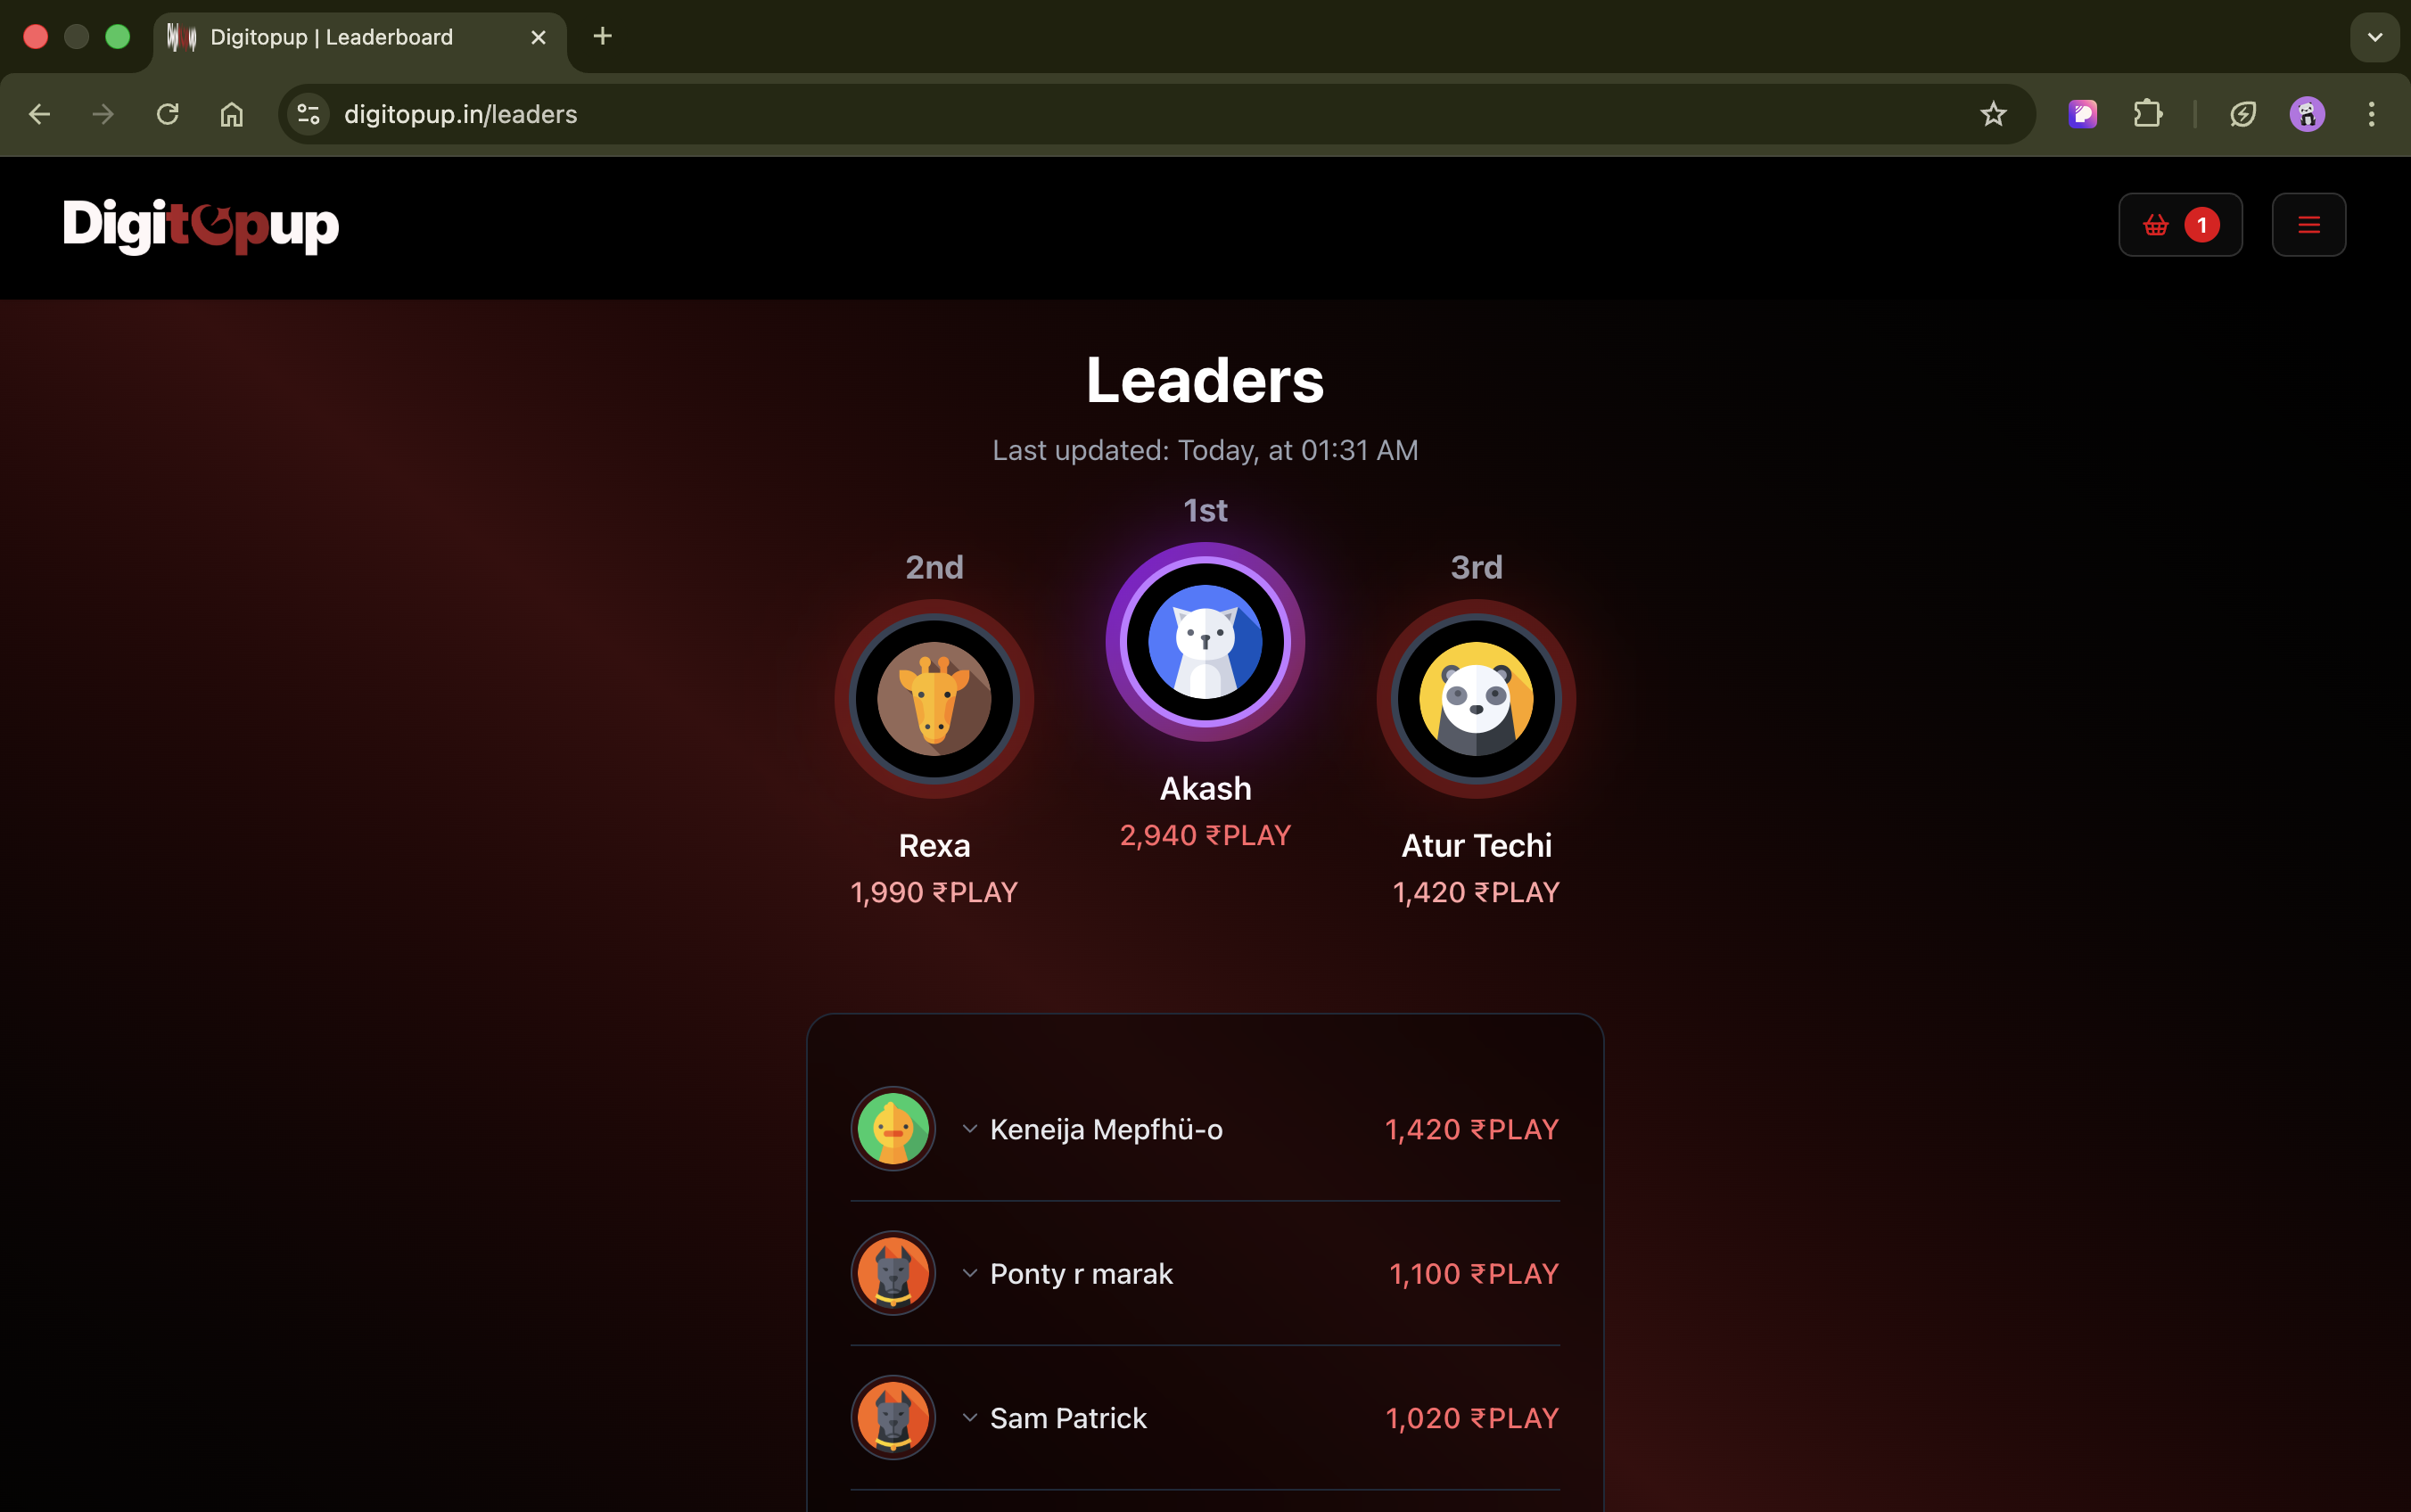 Digitopup | Leaderboard
digitopup.in/leaders
Digitopup
1
Leaders
Last updated: Today, at 01:31 AM
1st
2nd
3rd
Akash
2,940 ₹PLAY
Rexa
1,990 ₹PLAY
Atur Techi
1,420 ₹PLAY
Keneija Mepfhü-o
1,420 ₹PLAY
Ponty r marak
1,100 ₹PLAY
Sam Patrick
1,020 ₹PLAY